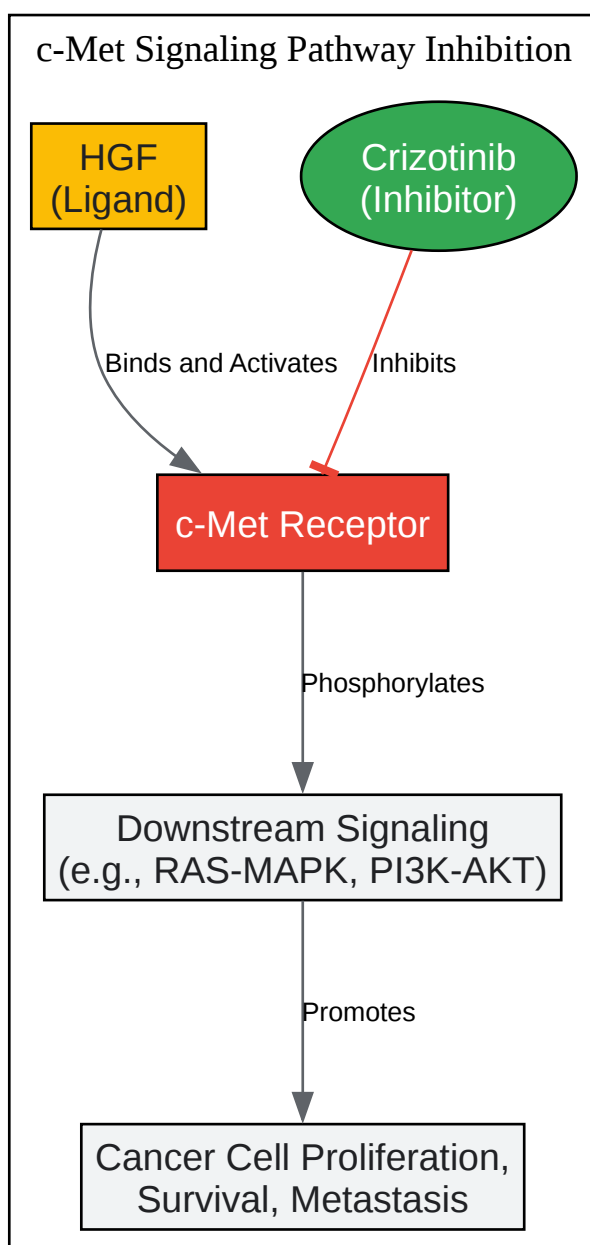 c-Met Signaling Pathway Inhibition
HGF
(Ligand)
Crizotinib
(Inhibitor)
Binds and Activates
Inhibits
c-Met Receptor
Phosphorylates
Downstream Signaling
(e.g., RAS-MAPK, PI3K-AKT)
Promotes
Cancer Cell Proliferation,
Survival, Metastasis